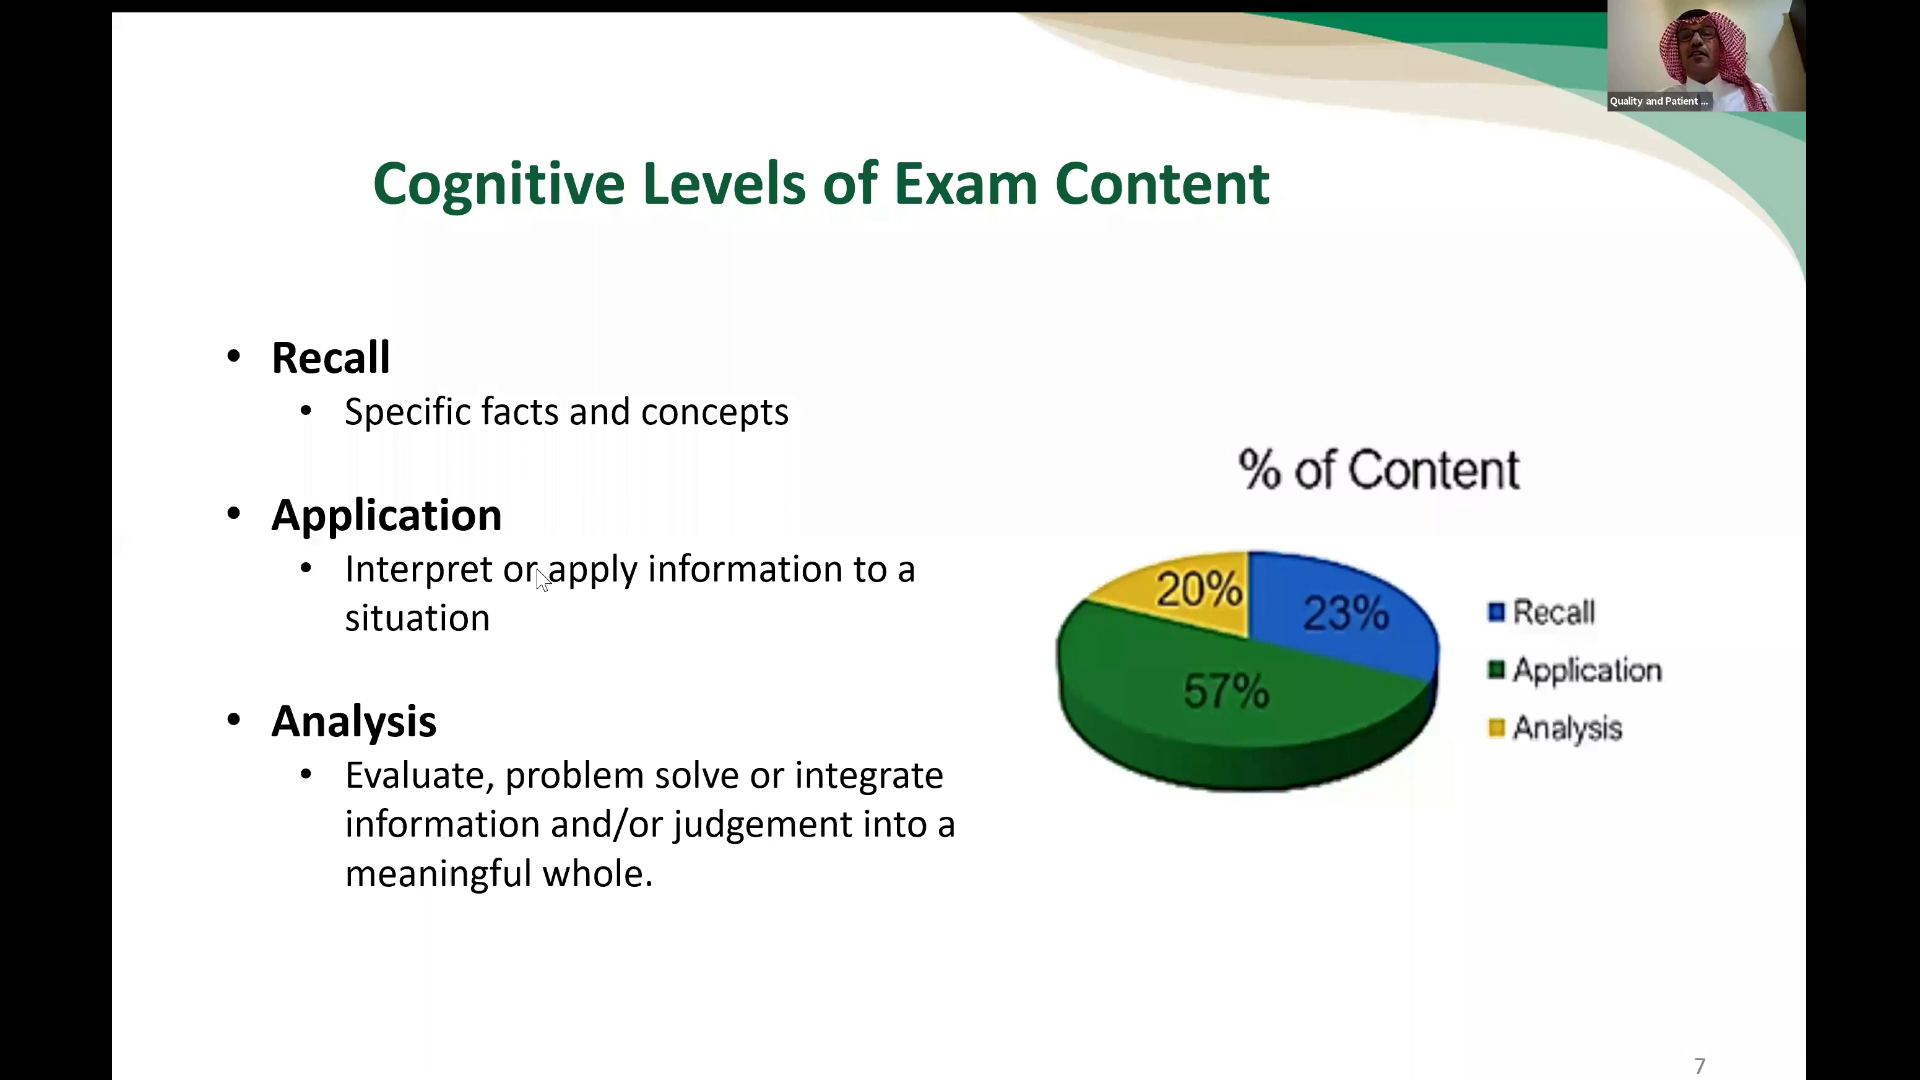 Quality and Patient ...
Cognitive Levels of Exam Content
• Recall
• Specific facts and concepts
• Application
• Interpret or apply information to a
situation
• Analysis
• Evaluate, problem solve or integrate
information and/or judgement into a
meaningful whole.
% of Content
20%
23%
57%
Recall
Application
Analysis
7